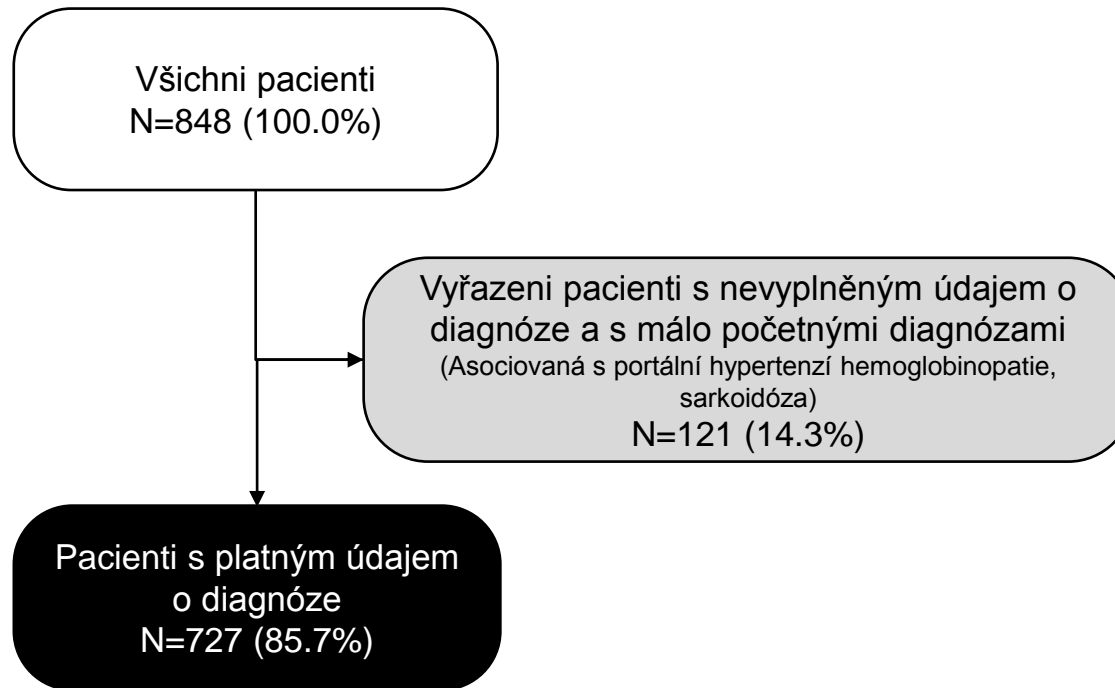 Všichni pacienti
N=848 (100.0%)
Vyřazeni pacienti s nevyplněným údajem o
diagnóze a s málo početnými diagnózami
(Asociovaná s portální hypertenzí hemoglobinopatie,
sarkoidóza)
N=121 (14.3%)
Pacienti s platným údajem
o diagnóze
N=727 (85.7%)